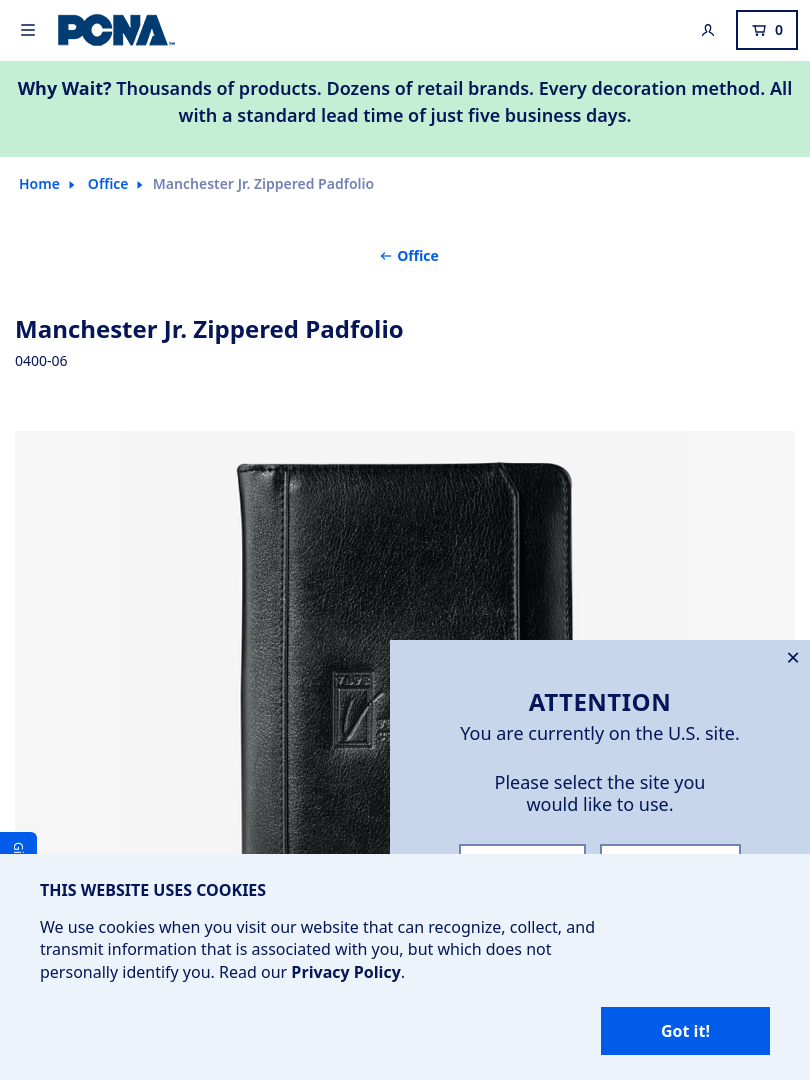 PCNA
0
Why Wait? Thousands of products. Dozens of retail brands. Every decoration method. All
with a standard lead time of just five business days.
Home Office Manchester Jr. Zippered Padfolio
← Office
Manchester Jr. Zippered Padfolio
0400-06
ATTENTION
You are currently on the U.S. site.
Please select the site you
would like to use.
THIS WEBSITE USES COOKIES
We use cookies when you visit our website that can recognize, collect, and
transmit information that is associated with you, but which does not
personally identify you. Read our Privacy Policy.
Got it!